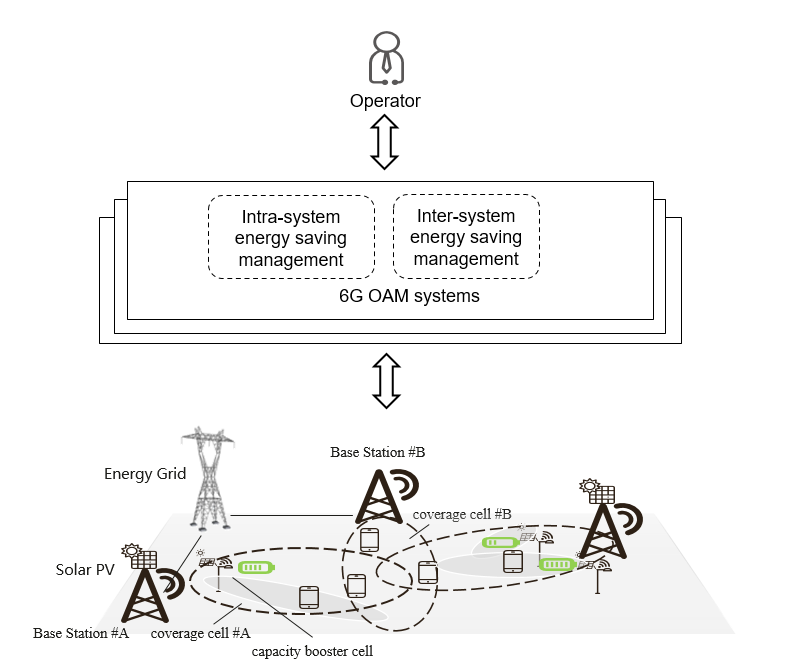 Operator
Intra-system
energy saving
management
Inter-system
energy saving
management
6G OAM systems
Base Station #B
Energy Grid
coverage cell #B
Solar PV
Base Station #A
coverage cell #A
capacity booster cell